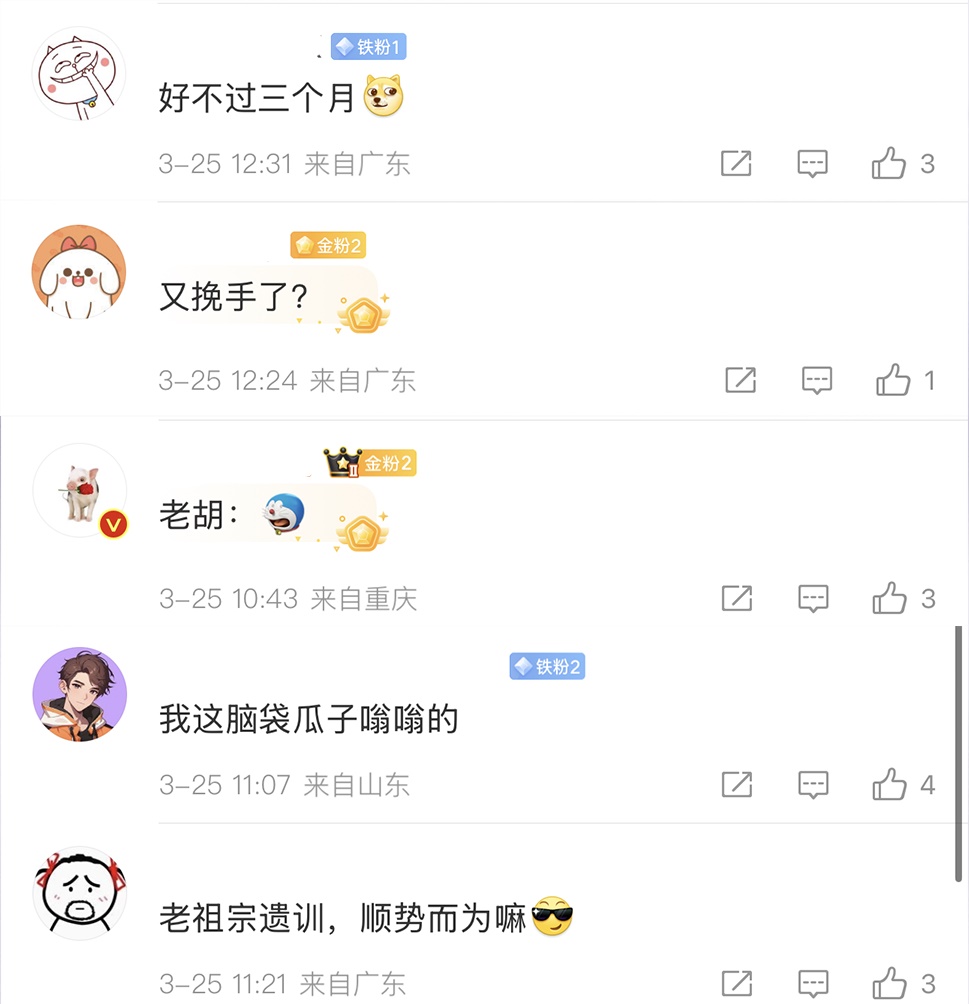 铁粉1
好不过三个月
3-25 12:31 来自广东
3
金粉2
又挽手了?
3-25 12:24 来自广东
1
II
金粉2
V
老胡:
3-25 10:43 来自重庆
3
铁粉2
我这脑袋瓜子嗡嗡的
3-25 11:07 来自山东
4
老祖宗遗训，顺势而为嘛
3-25 11:21 来自广东
3